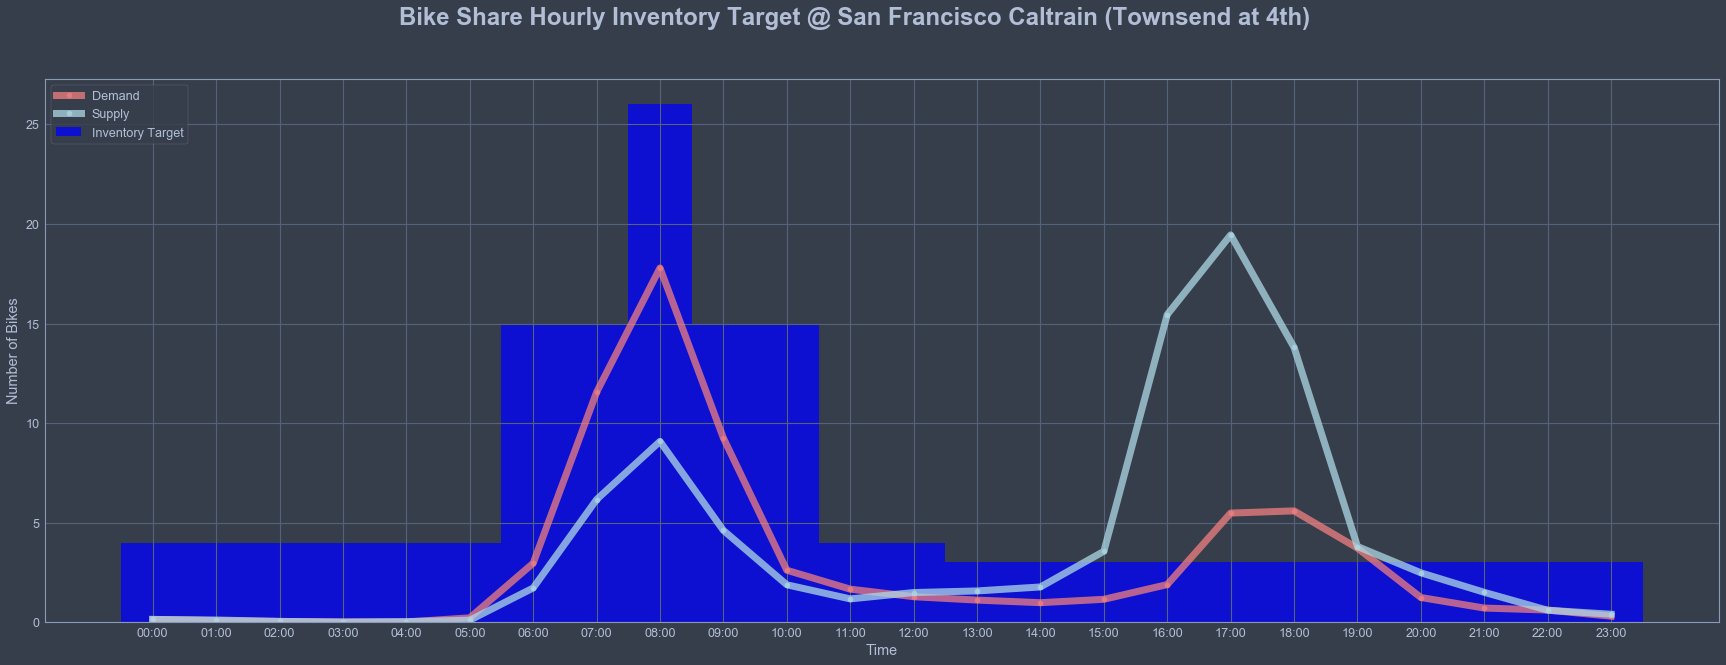 Bike Share Hourly Inventory Target @ San Francisco Caltrain (Townsend at 4th)
Demand
Supply
Inventory Target
Number of Bikes
25
20
15
10
5
0
00:00 01:00 02:00 03:00 04:00 05:00 06:00 07:00 08:00 09:00 10:00 11:00 12:00 13:00 14:00 15:00 16:00 17:00 18:00 19:00 20:00 21:00 22:00 23:00
Time